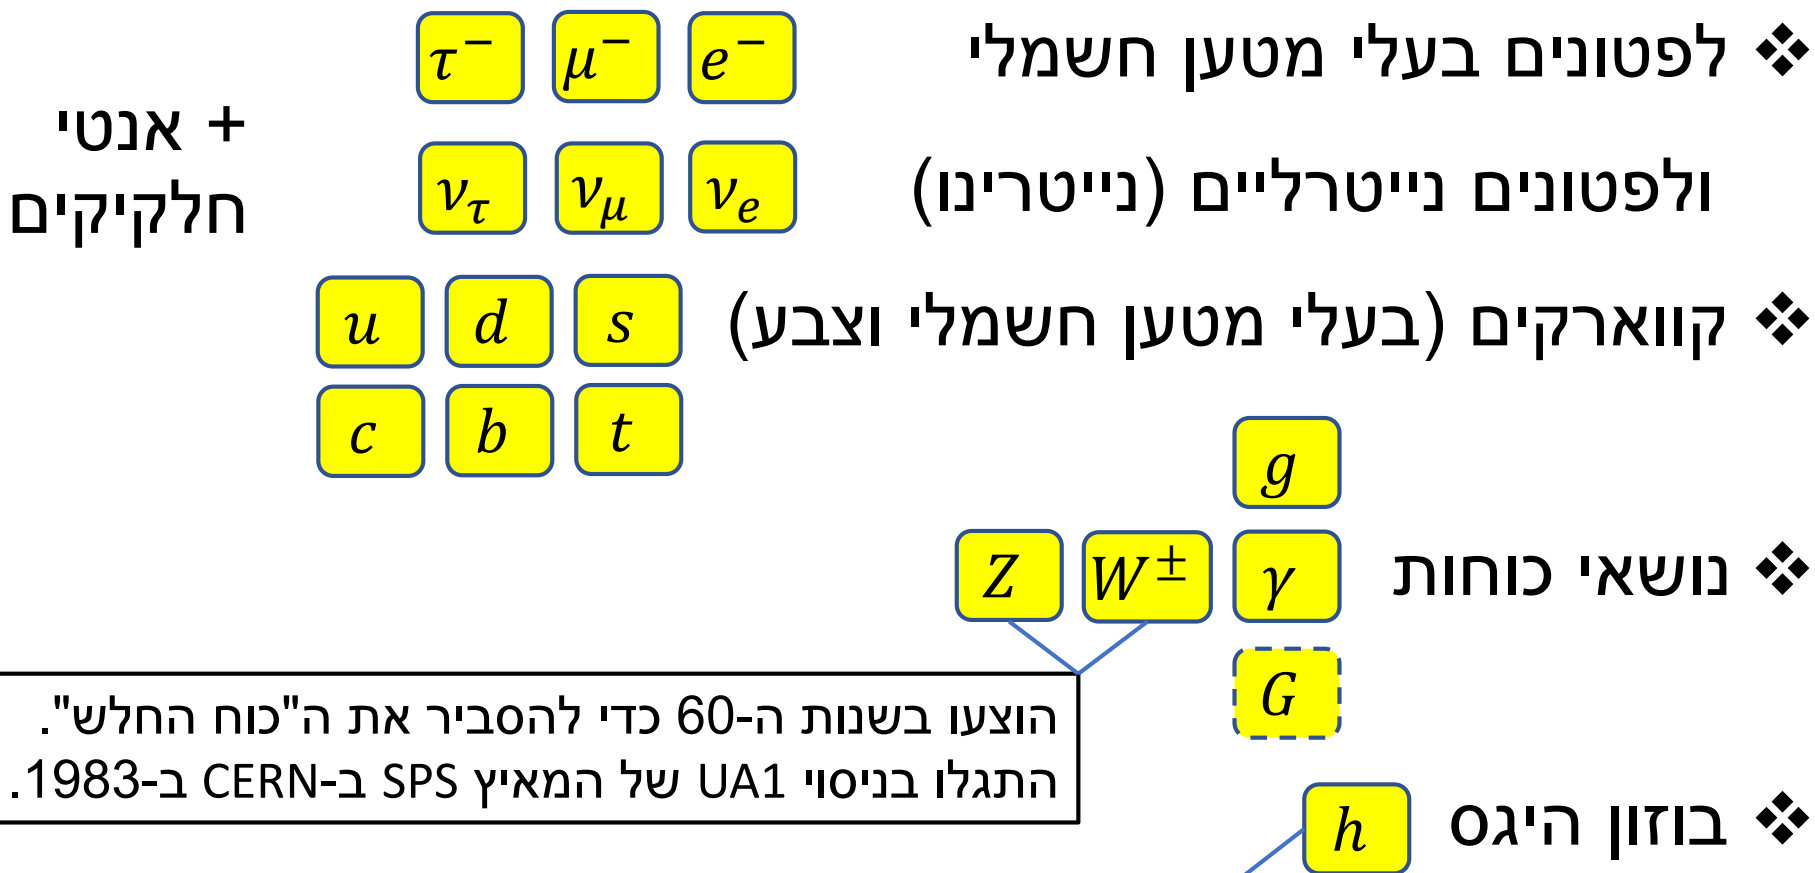 ❖ לפטונים בעלי מטען חשמלי e⁻ μ⁻ τ⁻
ולפטונים נייטרליים (נייטרינו) νₑ ν_μ ν_τ
+ אנטי
חלקיקים
❖ קווארקים (בעלי מטען חשמלי וצבע) u d s
c b t
g
❖ נושאי כוחות γ W± Z
G
הוצעו בשנות ה-60 כדי להסביר את ה"כוח החלש".
התגלו בניסוי UA1 של המאיץ SPS ב-CERN ב-1983.
❖ בוזון היגס h